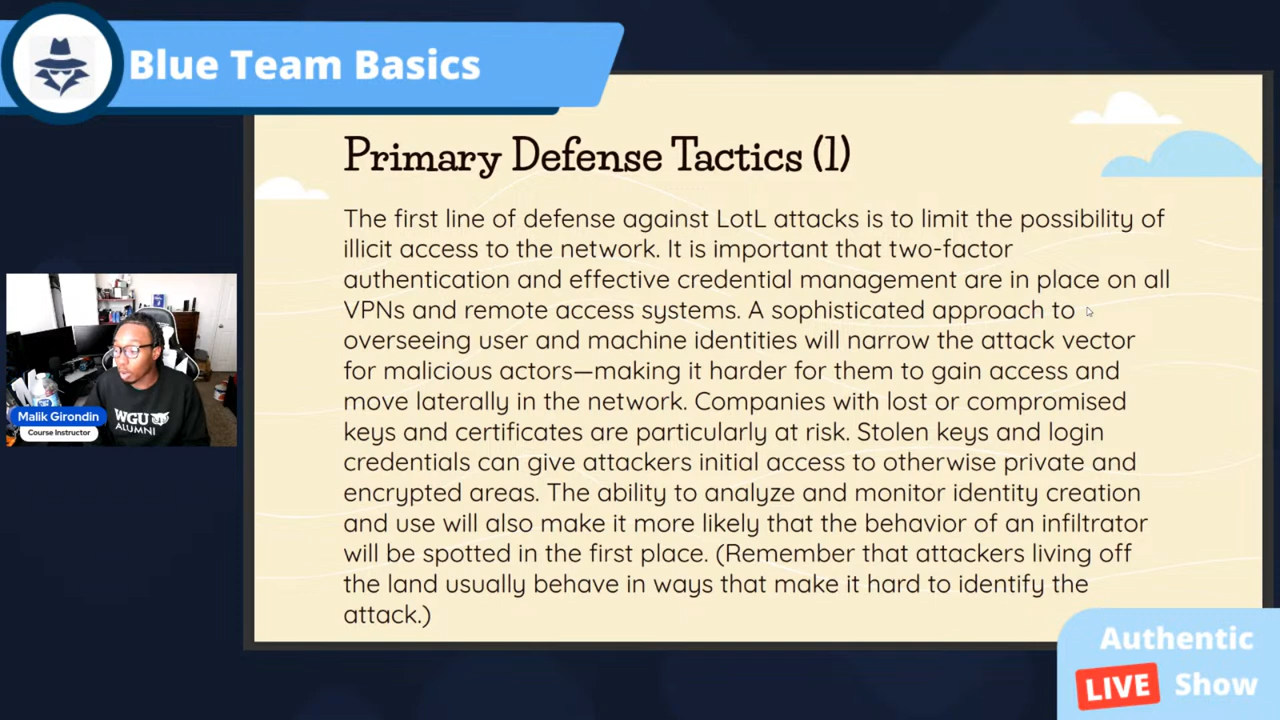 Blue Team Basics
Primary Defense Tactics (1)
The first line of defense against LotL attacks is to limit the possibility of
illicit access to the network. It is important that two-factor
authentication and effective credential management are in place on all
VPNs and remote access systems. A sophisticated approach to
overseeing user and machine identities will narrow the attack vector
for malicious actors—making it harder for them to gain access and
move laterally in the network. Companies with lost or compromised
keys and certificates are particularly at risk. Stolen keys and login
credentials can give attackers initial access to otherwise private and
encrypted areas. The ability to analyze and monitor identity creation
and use will also make it more likely that the behavior of an infiltrator
will be spotted in the first place. (Remember that attackers living off
the land usually behave in ways that make it hard to identify the
attack.)
Malik Girondin
Course Instructor
WGU
ALUMNI
Authentic
LIVE Show